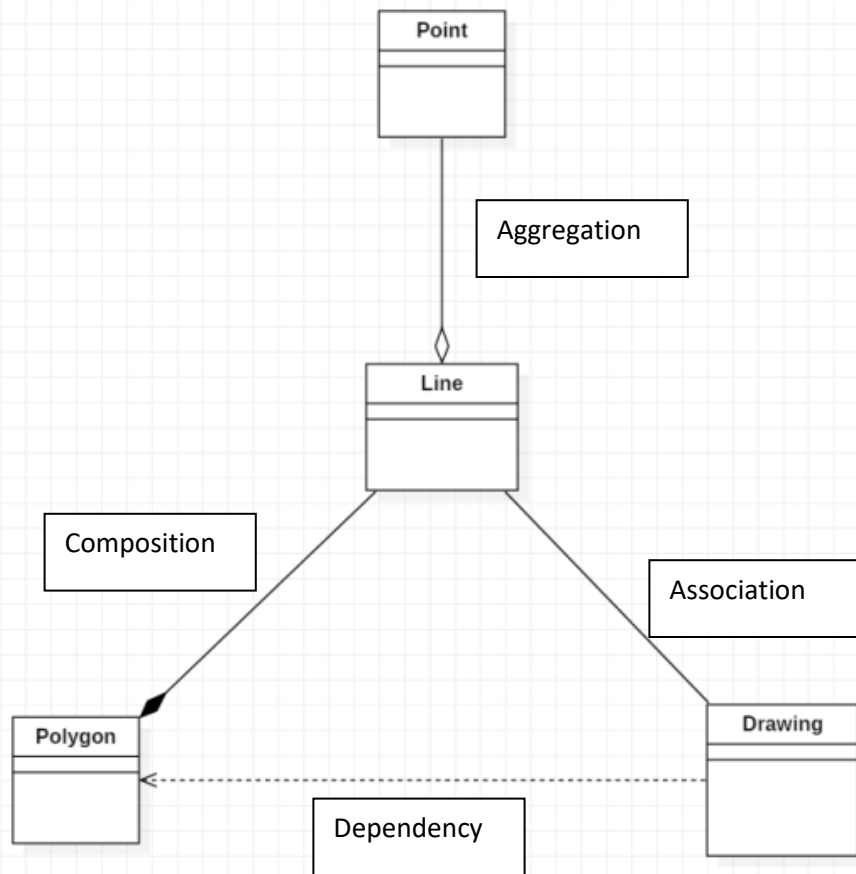 Point
Aggregation
Line
Composition
Association
Polygon
Drawing
Dependency